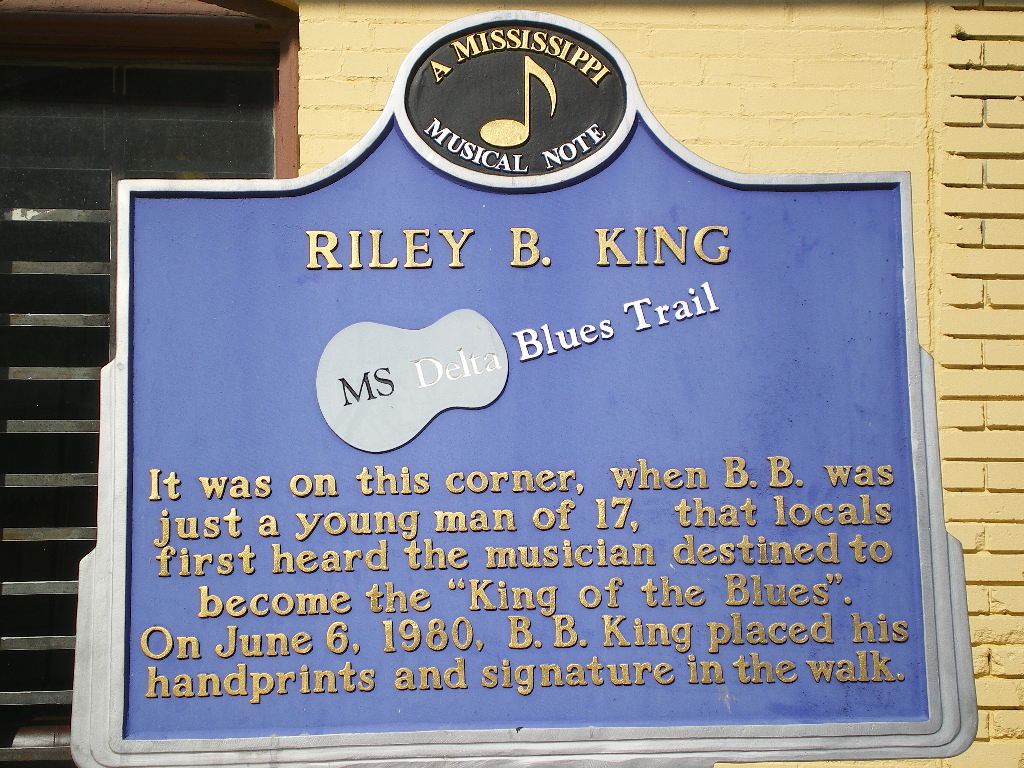 A MISSISSIPPI
MUSICAL NOTE
RILEY B. KING
MS Delta Blues Trail
It was on this corner, when B.B. was
just a young man of 17, that locals
first heard the musician destined to
become the "King of the Blues".
On June 6, 1980, B.B. King placed his
handprints and signature in the walk.